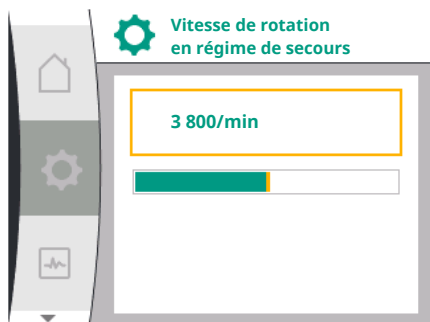 Vitesse de rotation
en régime de secours
3 800/min